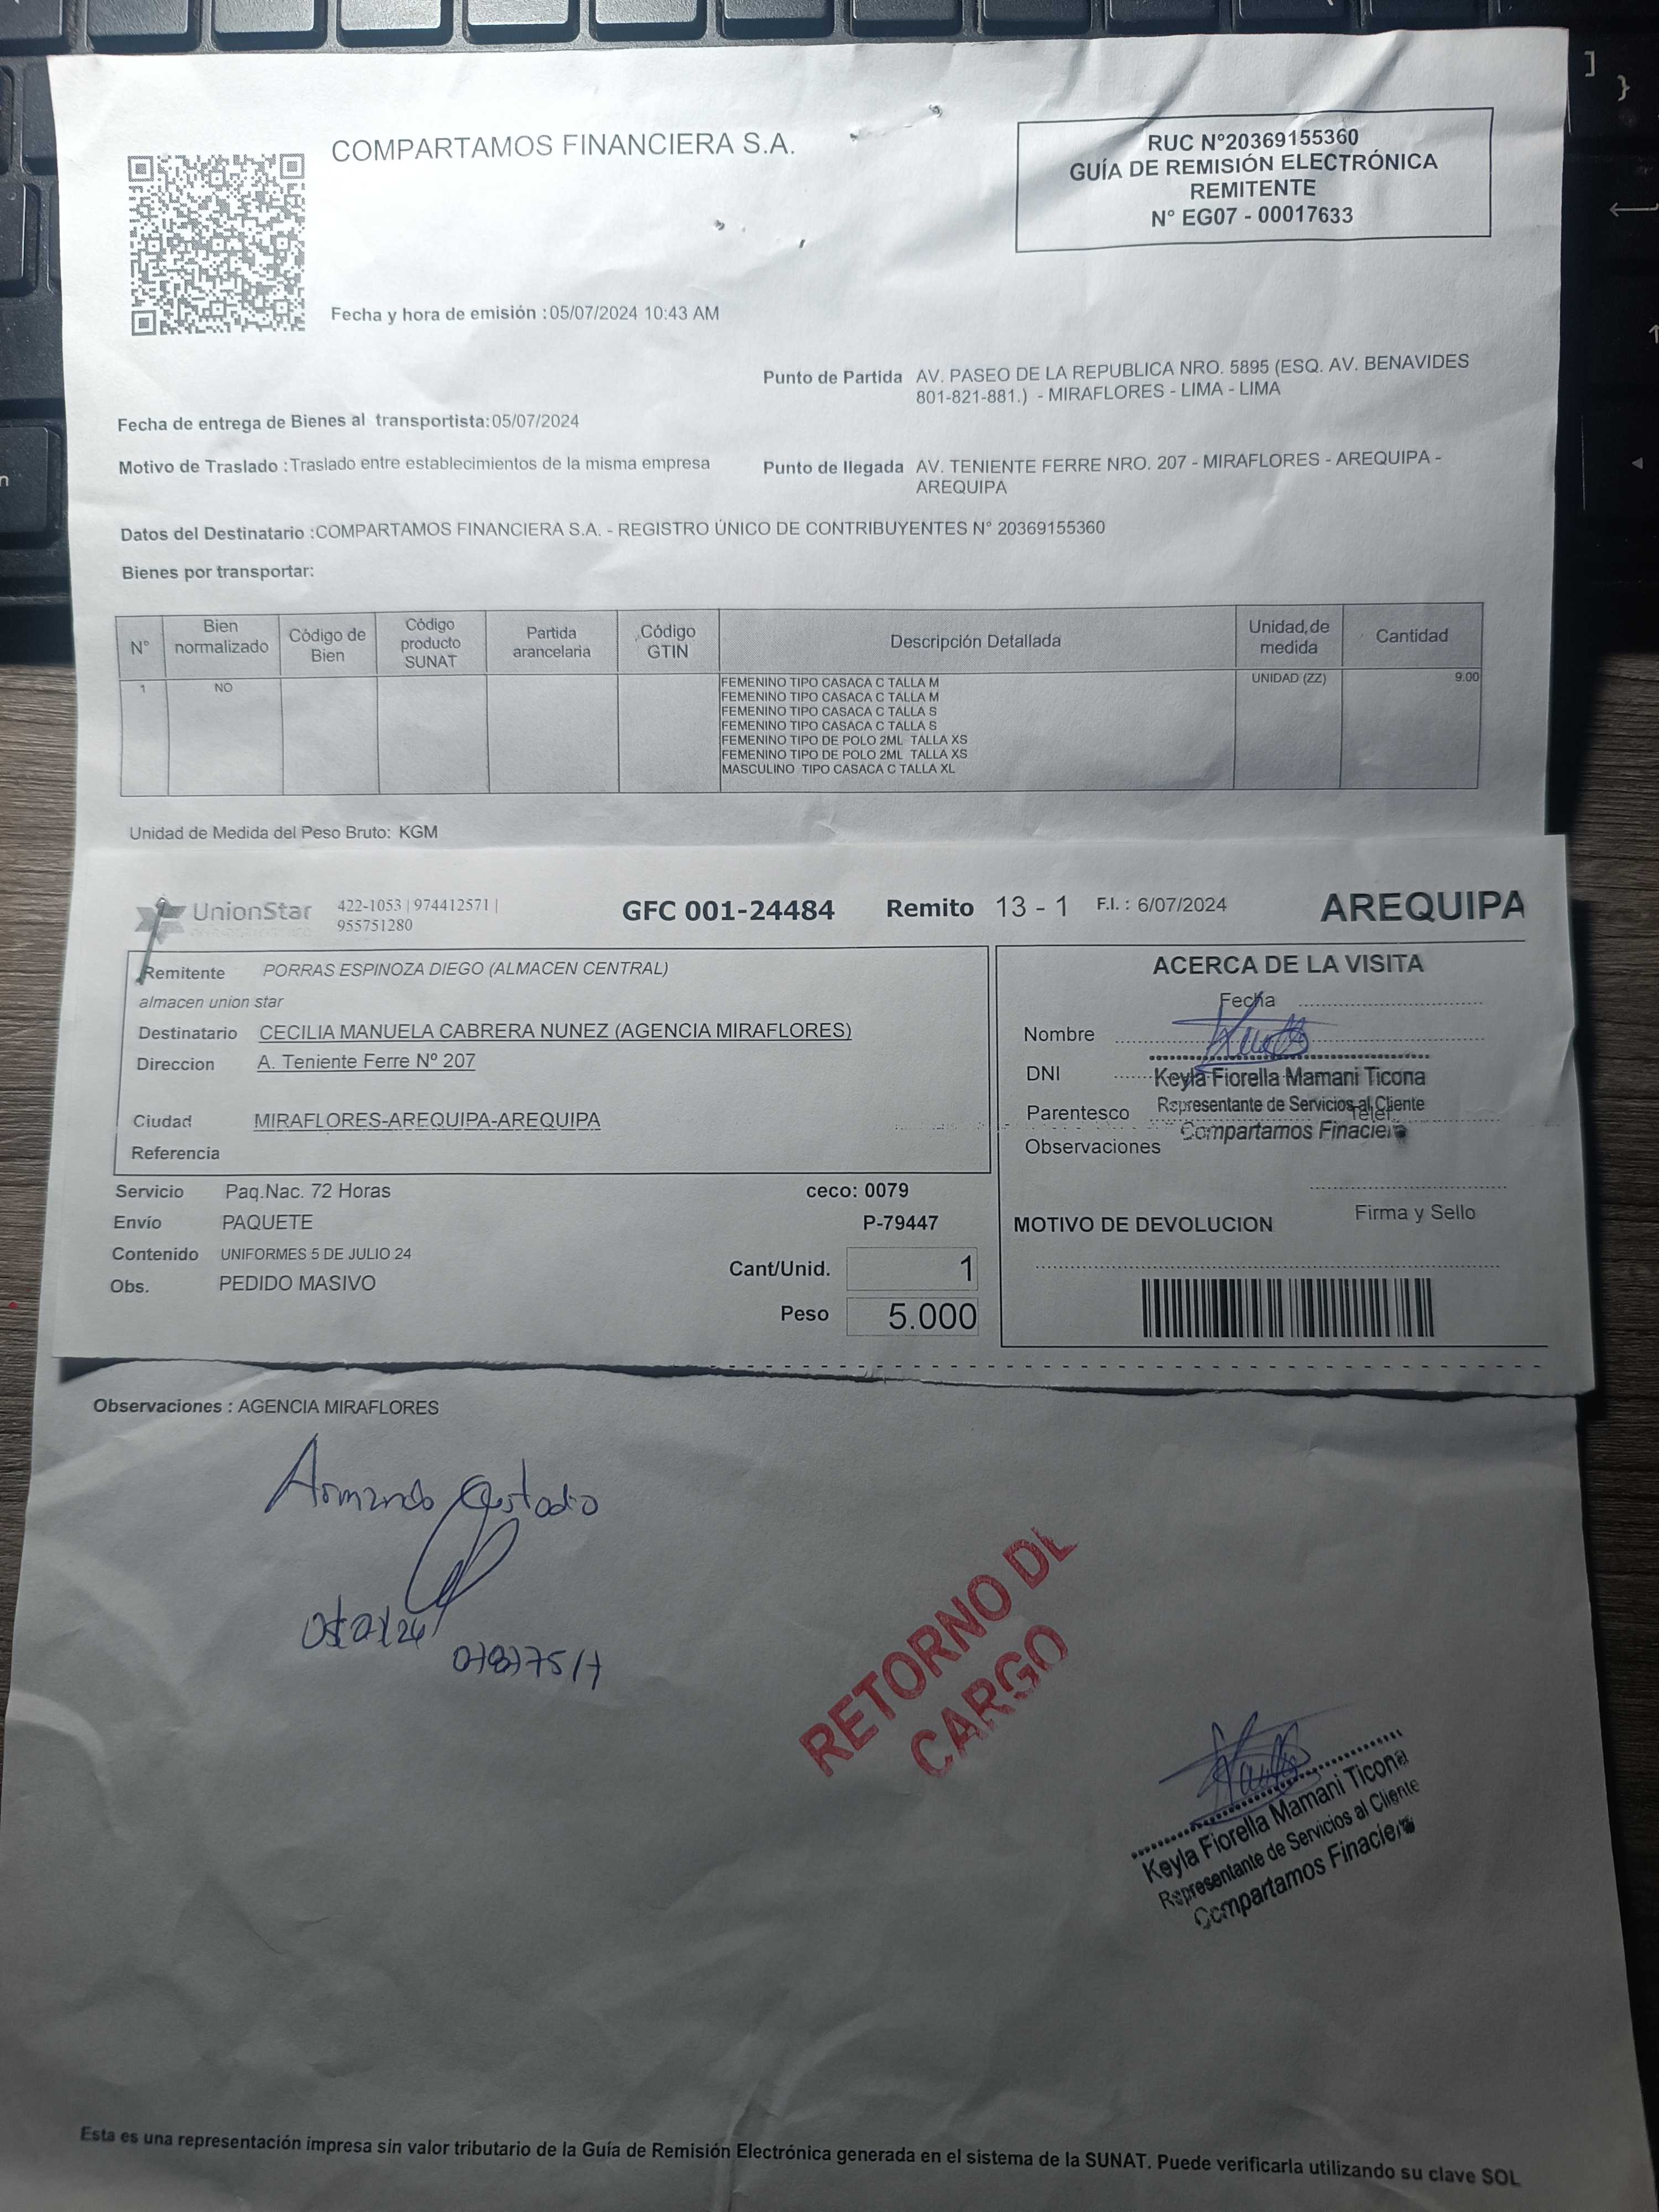 COMPARTAMOS FINANCIERA S.A.
RUC N°20369155360
GUÍA DE REMISIÓN ELECTRÓNICA
REMITENTE
N° EG07 - 00017633
Fecha y hora de emisión :05/07/2024 10:43 AM
Punto de Partida AV. PASEO DE LA REPUBLICA NRO. 5895 (ESQ. AV. BENAVIDES
801-821-881.) - MIRAFLORES - LIMA - LIMA
Fecha de entrega de Bienes al transportista:05/07/2024
Motivo de Traslado :Traslado entre establecimientos de la misma empresa
Punto de llegada AV. TENIENTE FERRE NRO. 207 - MIRAFLORES - AREQUIPA -
AREQUIPA
Datos del Destinatario :COMPARTAMOS FINANCIERA S.A. - REGISTRO ÚNICO DE CONTRIBUYENTES N° 20369155360
Bienes por transportar:
N° Bien normalizado Código de Bien Código producto SUNAT Partida arancelaria Código GTIN Descripción Detallada Unidad de medida Cantidad
1 NO FEMENINO TIPO CASACA C TALLA M UNIDAD (ZZ) 9.00
FEMENINO TIPO CASACA C TALLA M
FEMENINO TIPO CASACA C TALLA S
FEMENINO TIPO CASACA C TALLA S
FEMENINO TIPO DE POLO 2ML TALLA XS
FEMENINO TIPO DE POLO 2ML TALLA XS
MASCULINO TIPO CASACA C TALLA XL
Unidad de Medida del Peso Bruto: KGM
UnionStar 422-1053 | 974412571 |
955751280
GFC 001-24484 Remito 13 - 1 F.I. : 6/07/2024 AREQUIPA
Remitente PORRAS ESPINOZA DIEGO (ALMACEN CENTRAL)
almacen union star
Destinatario CECILIA MANUELA CABRERA NUNEZ (AGENCIA MIRAFLORES)
Direccion A. Teniente Ferre Nº 207
Ciudad MIRAFLORES-AREQUIPA-AREQUIPA
Referencia
Servicio Paq.Nac. 72 Horas ceco: 0079
Envío PAQUETE P-79447
Contenido UNIFORMES 5 DE JULIO 24
Obs. PEDIDO MASIVO
Cant/Unid. 1
Peso 5.000
ACERCA DE LA VISITA
Fecha
Nombre
DNI
Keyla Fiorella Mamani Ticona
Parentesco
Representante de Servicios al Cliente
Telef
Compartamos Finaciera
Observaciones
Firma y Sello
MOTIVO DE DEVOLUCION
Observaciones : AGENCIA MIRAFLORES
Armando Custodio
RETORNO DE
CARGO
Keyla Fiorella Mamani Ticona
Representante de Servicios al Cliente
Compartamos Finaciera
Esta es una representación impresa sin valor tributario de la Guía de Remisión Electrónica generada en el sistema de la SUNAT. Puede verificarla utilizando su clave SOL